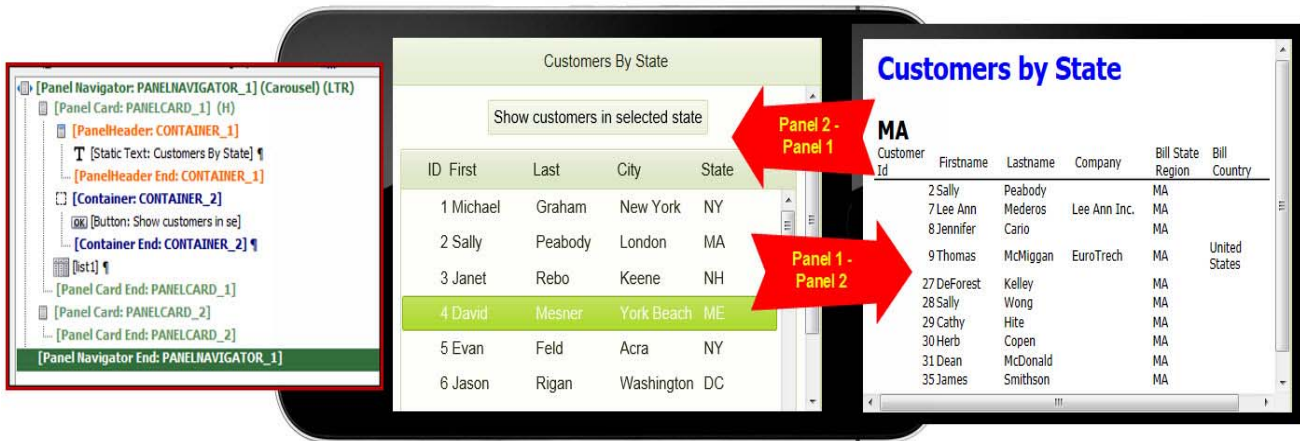 [Panel Navigator: PANELNAVIGATOR_1] (Carousel) (LTR)
[Panel Card: PANELCARD_1] (H)
[PanelHeader: CONTAINER_1]
T [Static Text: Customers By State] ¶
[PanelHeader End: CONTAINER_1]
[Container: CONTAINER_2]
OK [Button: Show customers in se]
[Container End: CONTAINER_2] ¶
[list1] ¶
[Panel Card End: PANELCARD_1]
[Panel Card: PANELCARD_2]
[Panel Card End: PANELCARD_2]
[Panel Navigator End: PANELNAVIGATOR_1]
Customers By State
Show customers in selected state
ID First Last City State
1 Michael Graham New York NY
2 Sally Peabody London MA
3 Janet Rebo Keene NH
4 David Mesner York Beach ME
5 Evan Feld Acra NY
6 Jason Rigan Washington DC
Panel 2 -
Panel 1
Panel 1 -
Panel 2
Customers by State
MA
Customer Id Firstname Lastname Company Bill State Region Bill Country
2 Sally Peabody MA
7 Lee Ann Mederos Lee Ann Inc. MA
8 Jennifer Cario MA
9 Thomas McMiggan EuroTech MA United States
27 DeForest Kelley MA
28 Sally Wong MA
29 Cathy Hite MA
30 Herb Copen MA
31 Dean McDonald MA
35 James Smithson MA